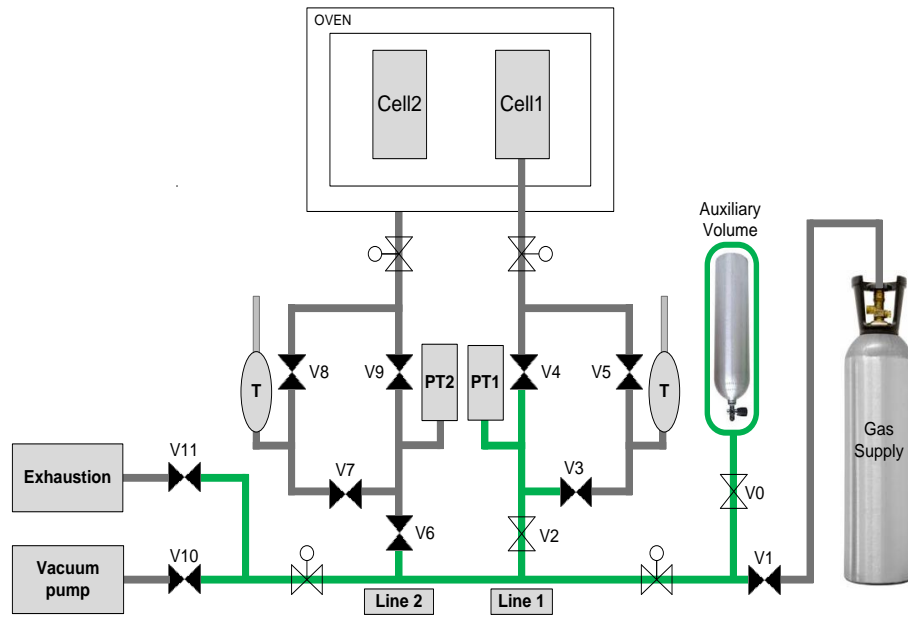 OVEN
Cell2
Cell1
Auxiliary
Volume
V8
V9
PT2
PT1
V4
V5
T
T
Gas
Supply
V11
Exhaustion
V7
V3
V0
V6
V2
V10
V1
Vacuum
pump
Line 2
Line 1